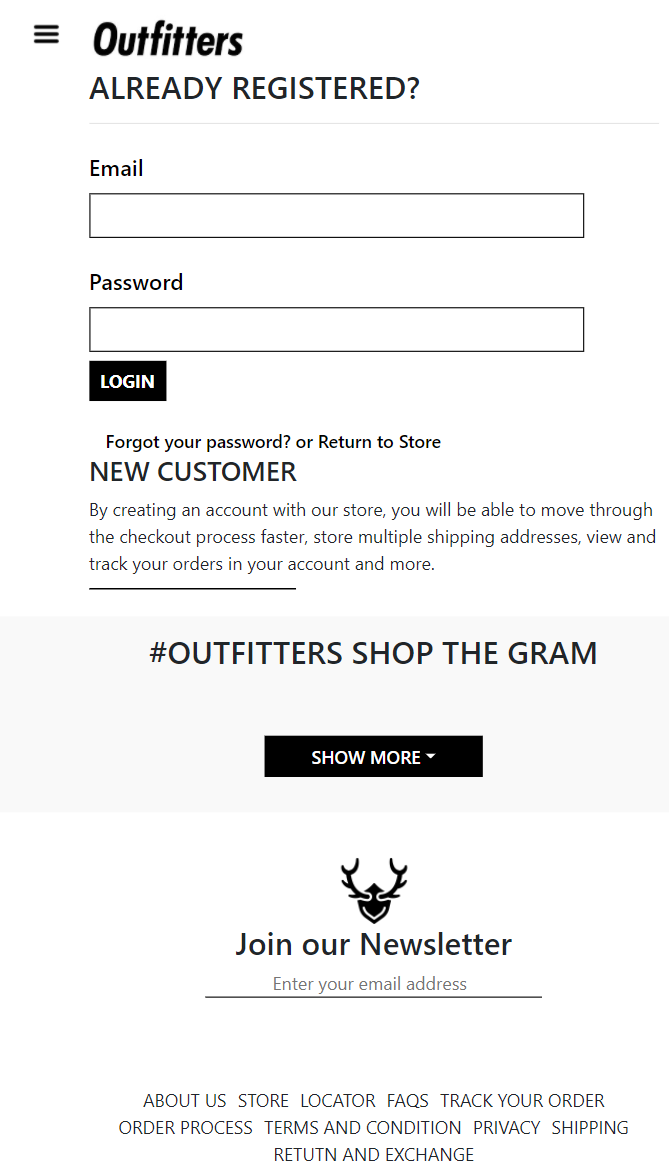 Outfitters
ALREADY REGISTERED?
Email
Password
LOGIN
Forgot your password? or Return to Store
NEW CUSTOMER
By creating an account with our store, you will be able to move through
the checkout process faster, store multiple shipping addresses, view and
track your orders in your account and more.
#OUTFITTERS SHOP THE GRAM
SHOW MORE
Join our Newsletter
Enter your email address
ABOUT US STORE LOCATOR FAQS TRACK YOUR ORDER
ORDER PROCESS TERMS AND CONDITION PRIVACY SHIPPING
RETUTN AND EXCHANGE